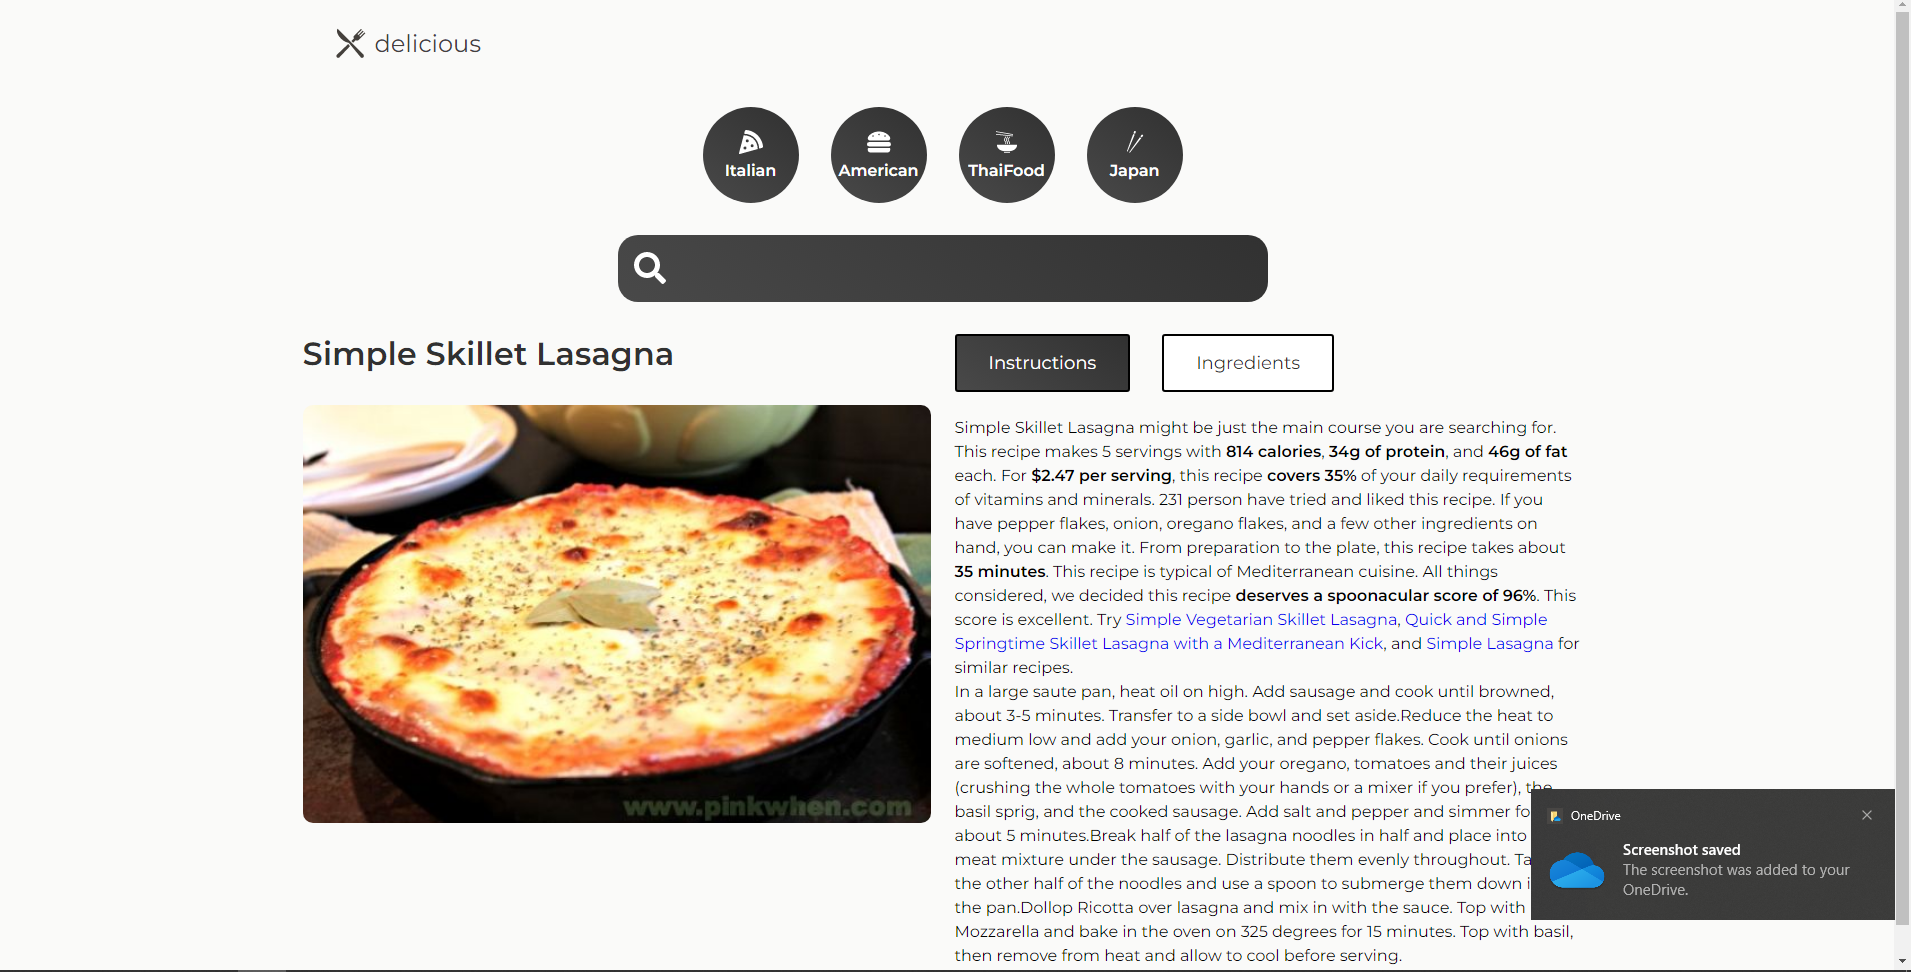 delicious
Italian
American
ThaiFood
Japan
Simple Skillet Lasagna
Instructions
Ingredients
www.pinkwhen.com
Simple Skillet Lasagna might be just the main course you are searching for.
This recipe makes 5 servings with 814 calories, 34g of protein, and 46g of fat
each. For $2.47 per serving, this recipe covers 35% of your daily requirements
of vitamins and minerals. 231 person have tried and liked this recipe. If you
have pepper flakes, onion, oregano flakes, and a few other ingredients on
hand, you can make it. From preparation to the plate, this recipe takes about
35 minutes. This recipe is typical of Mediterranean cuisine. All things
considered, we decided this recipe deserves a spoonacular score of 96%. This
score is excellent. Try Simple Vegetarian Skillet Lasagna, Quick and Simple
Springtime Skillet Lasagna with a Mediterranean Kick, and Simple Lasagna for
similar recipes.
In a large saute pan, heat oil on high. Add sausage and cook until browned,
about 3-5 minutes. Transfer to a side bowl and set aside.Reduce the heat to
medium low and add your onion, garlic, and pepper flakes. Cook until onions
are softened, about 8 minutes. Add your oregano, tomatoes and their juices
(crushing the whole tomatoes with your hands or a mixer if you prefer), the
basil sprig, and the cooked sausage. Add salt and pepper and simmer fo
about 5 minutes.Break half of the lasagna noodles in half and place into
meat mixture under the sausage. Distribute them evenly throughout. Ta
the other half of the noodles and use a spoon to submerge them down i
the pan.Dollop Ricotta over lasagna and mix in with the sauce. Top with
Mozzarella and bake in the oven on 325 degrees for 15 minutes. Top with basil,
then remove from heat and allow to cool before serving.
OneDrive
Screenshot saved
The screenshot was added to your
OneDrive.